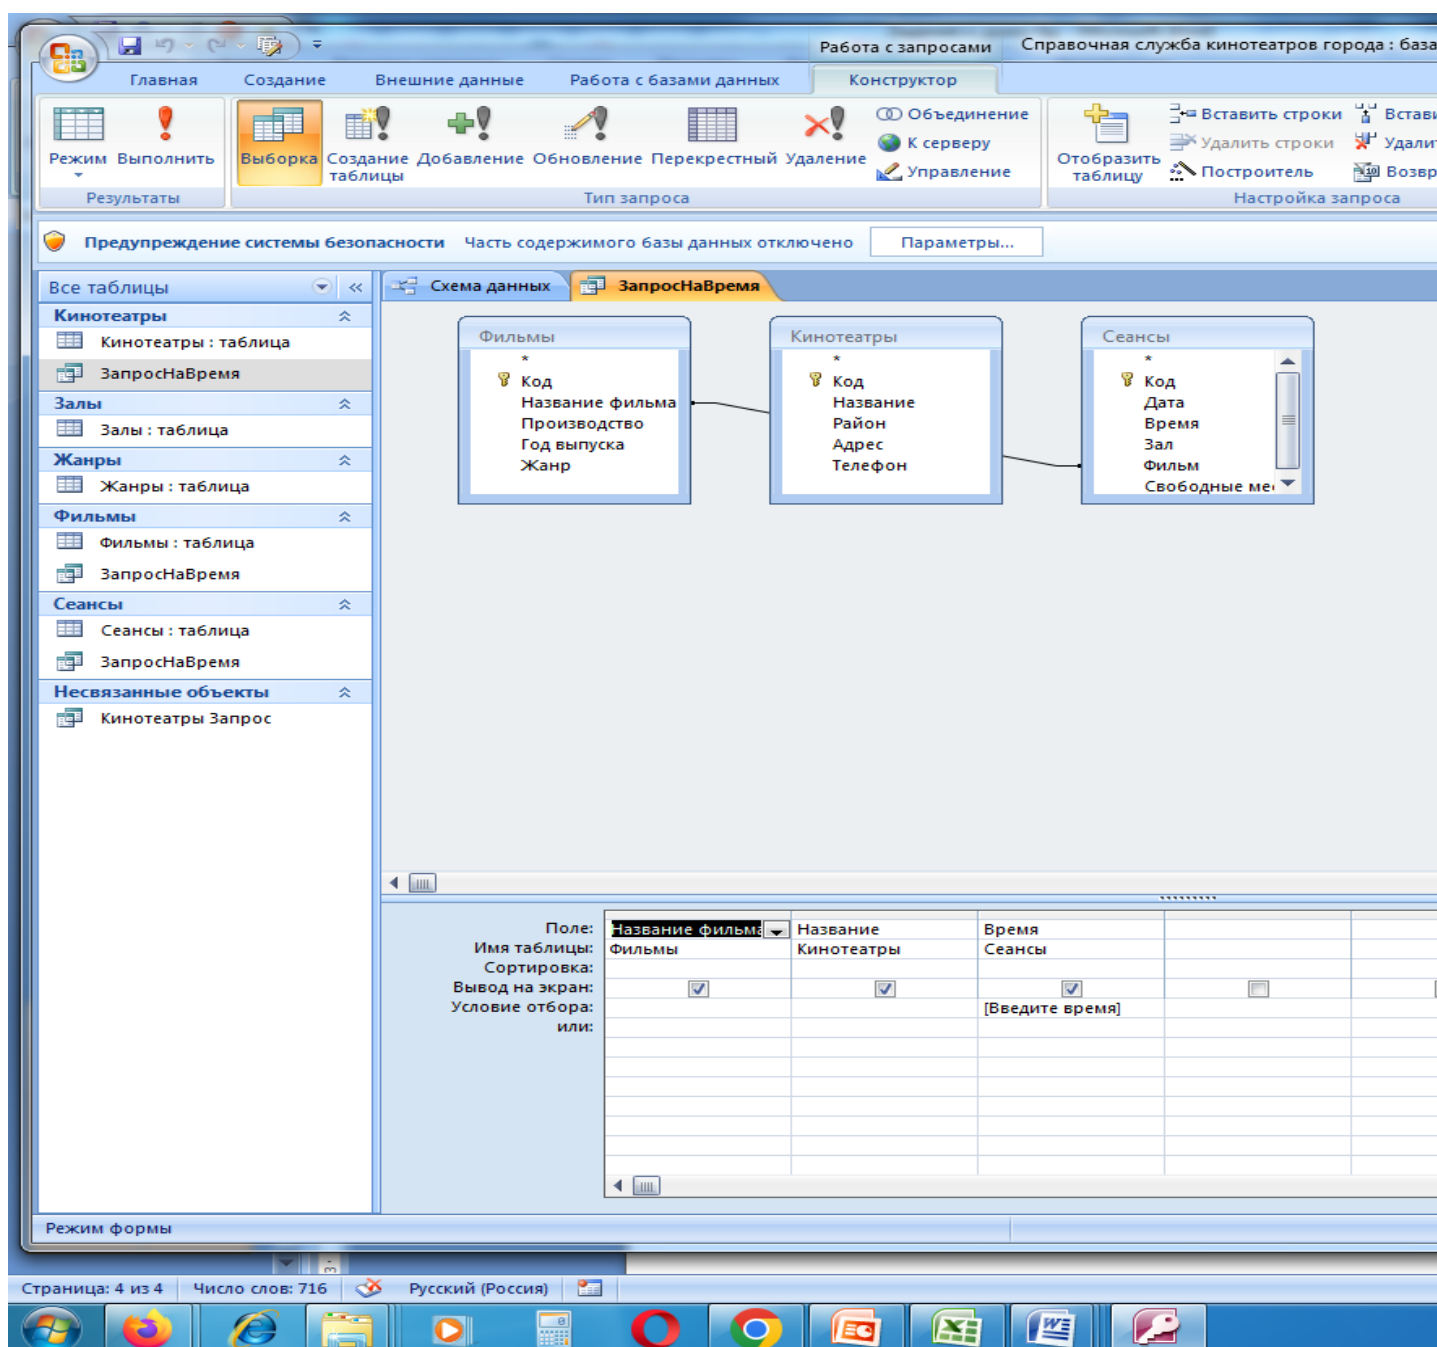 Работа с запросами
Справочная служба кинотеатров города : база
Главная Создание Внешние данные Работа с базами данных Конструктор
Режим Выполнить
Результаты
Выборка Создание таблицы Добавление Обновление Перекрестный Удаление
Объединение
К серверу
Управление
Тип запроса
Отобразить таблицу
Вставить строки
Удалить строки
Построитель
Настройка запроса
Предупреждение системы безопасности Часть содержимого базы данных отключено Параметры...
Все таблицы
Кинотеатры
Кинотеатры : таблица
ЗапросНаВремя
Залы
Залы : таблица
Жанры
Жанры : таблица
Фильмы
Фильмы : таблица
ЗапросНаВремя
Сеансы
Сеансы : таблица
ЗапросНаВремя
Несвязанные объекты
Кинотеатры Запрос
Схема данных ЗапросНаВремя
Фильмы
*
Код
Название фильма
Производство
Год выпуска
Жанр
Кинотеатры
*
Код
Название
Район
Адрес
Телефон
Сеансы
*
Код
Дата
Время
Зал
Фильм
Свободные
Поле: Название фильма Название Время
Имя таблицы: Фильмы Кинотеатры Сеансы
Сортировка:
Вывод на экран:
Условие отбора: [Введите время]
или:
Режим формы
Страница: 4 из 4 Число слов: 716 Русский (Россия)